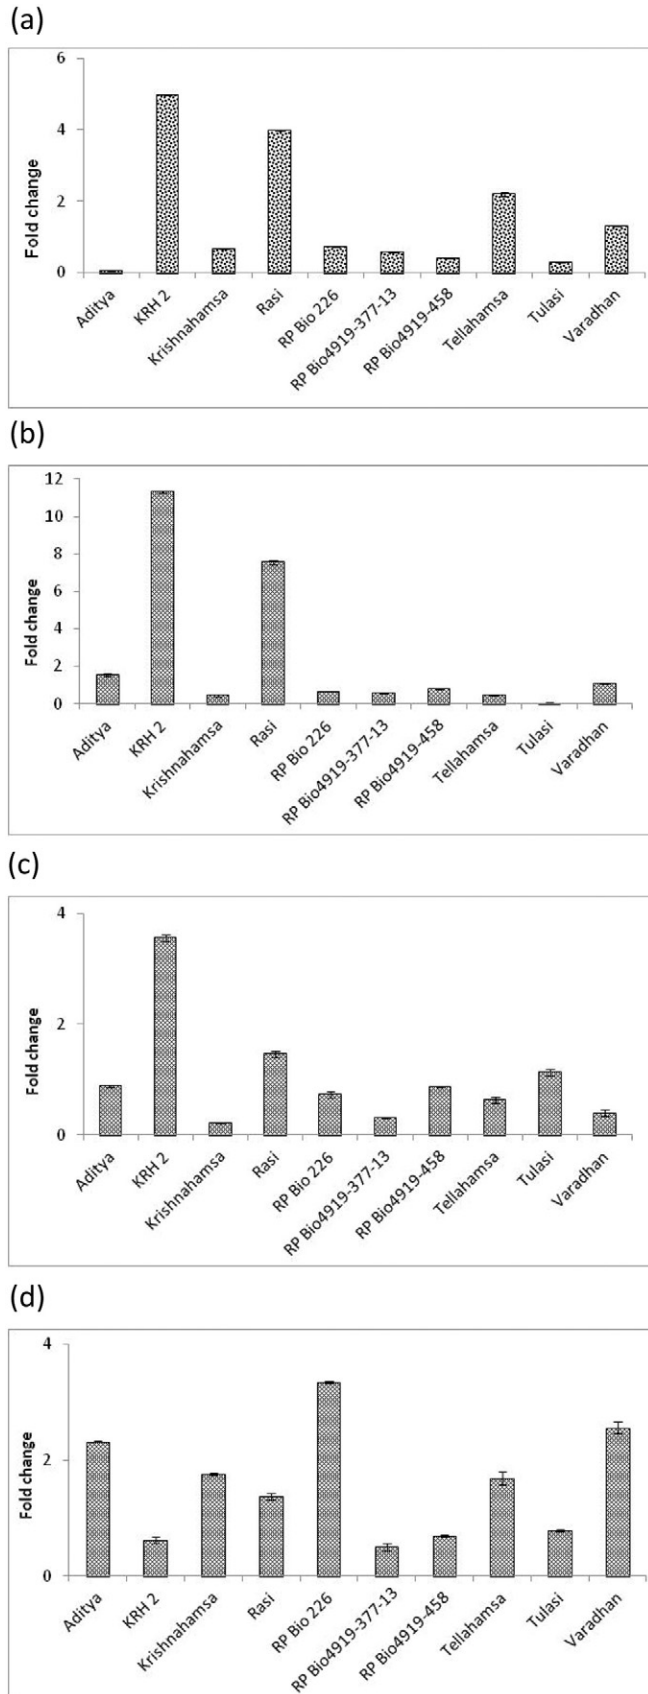 (a)
6
4
2
0
Fold change
Aditya
KRH 2
Krishnahamsa
Rasi
RP Bio 226
RP Bio4919-377-13
RP Bio4919-458
Tellahamsa
Tulasi
Varadhan
(b)
12
10
8
6
4
2
0
Fold change
Aditya
KRH 2
Krishnahamsa
Rasi
RP Bio 226
RP Bio4919-377-13
RP Bio4919-458
Tellahamsa
Tulasi
Varadhan
(c)
4
2
0
Fold change
Aditya
KRH 2
Krishnahamsa
Rasi
RP Bio 226
RP Bio4919-377-13
RP Bio4919-458
Tellahamsa
Tulasi
Varadhan
(d)
4
2
0
Fold change
Aditya
KRH 2
Krishnahamsa
Rasi
RP Bio 226
RP Bio4919-377-13
RP Bio4919-458
Tellahamsa
Tulasi
Varadhan